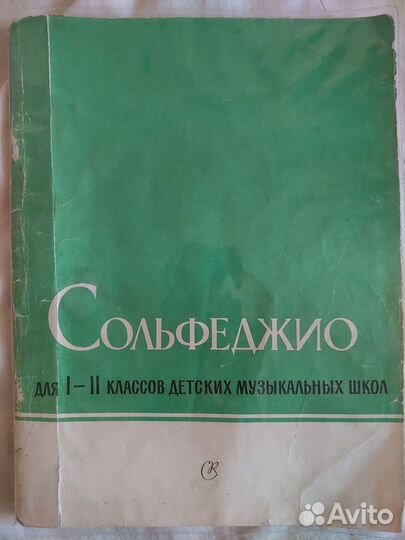 Сольфеджио
для I–II классов детских музыкальных школ
Avito